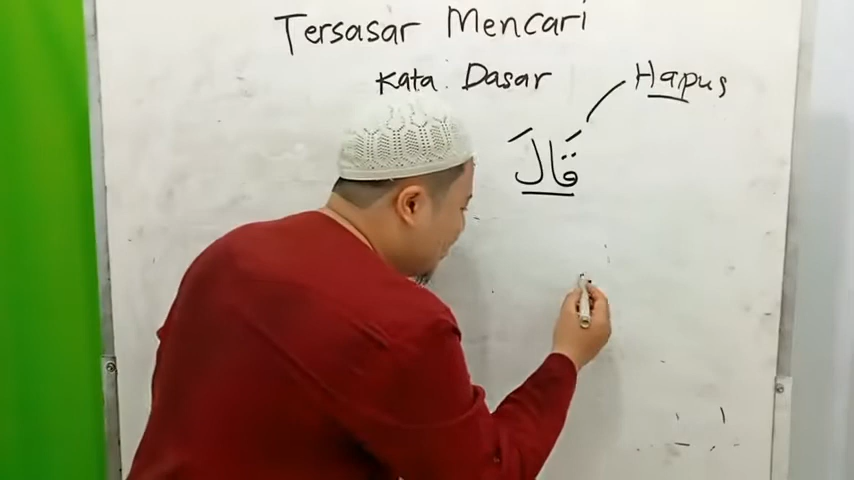 Tersasar Mencari
Kata Dasar
Hapus
قَالَ